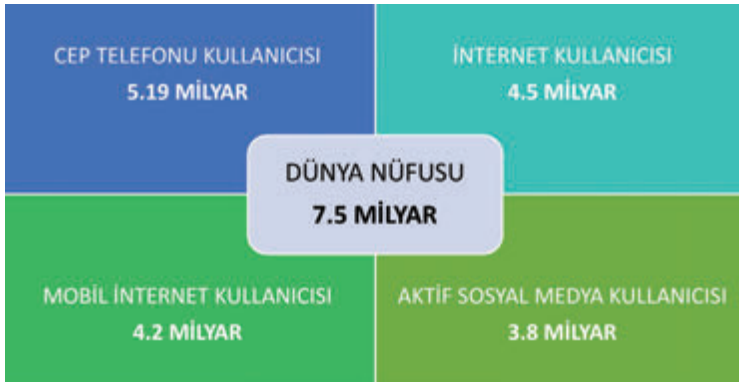 CEP TELEFONU KULLANICISI
5.19 MİLYAR
İNTERNET KULLANICISI
4.5 MİLYAR
DÜNYA NÜFUSU
7.5 MİLYAR
MOBİL İNTERNET KULLANICISI
4.2 MİLYAR
AKTİF SOSYAL MEDYA KULLANICISI
3.8 MİLYAR